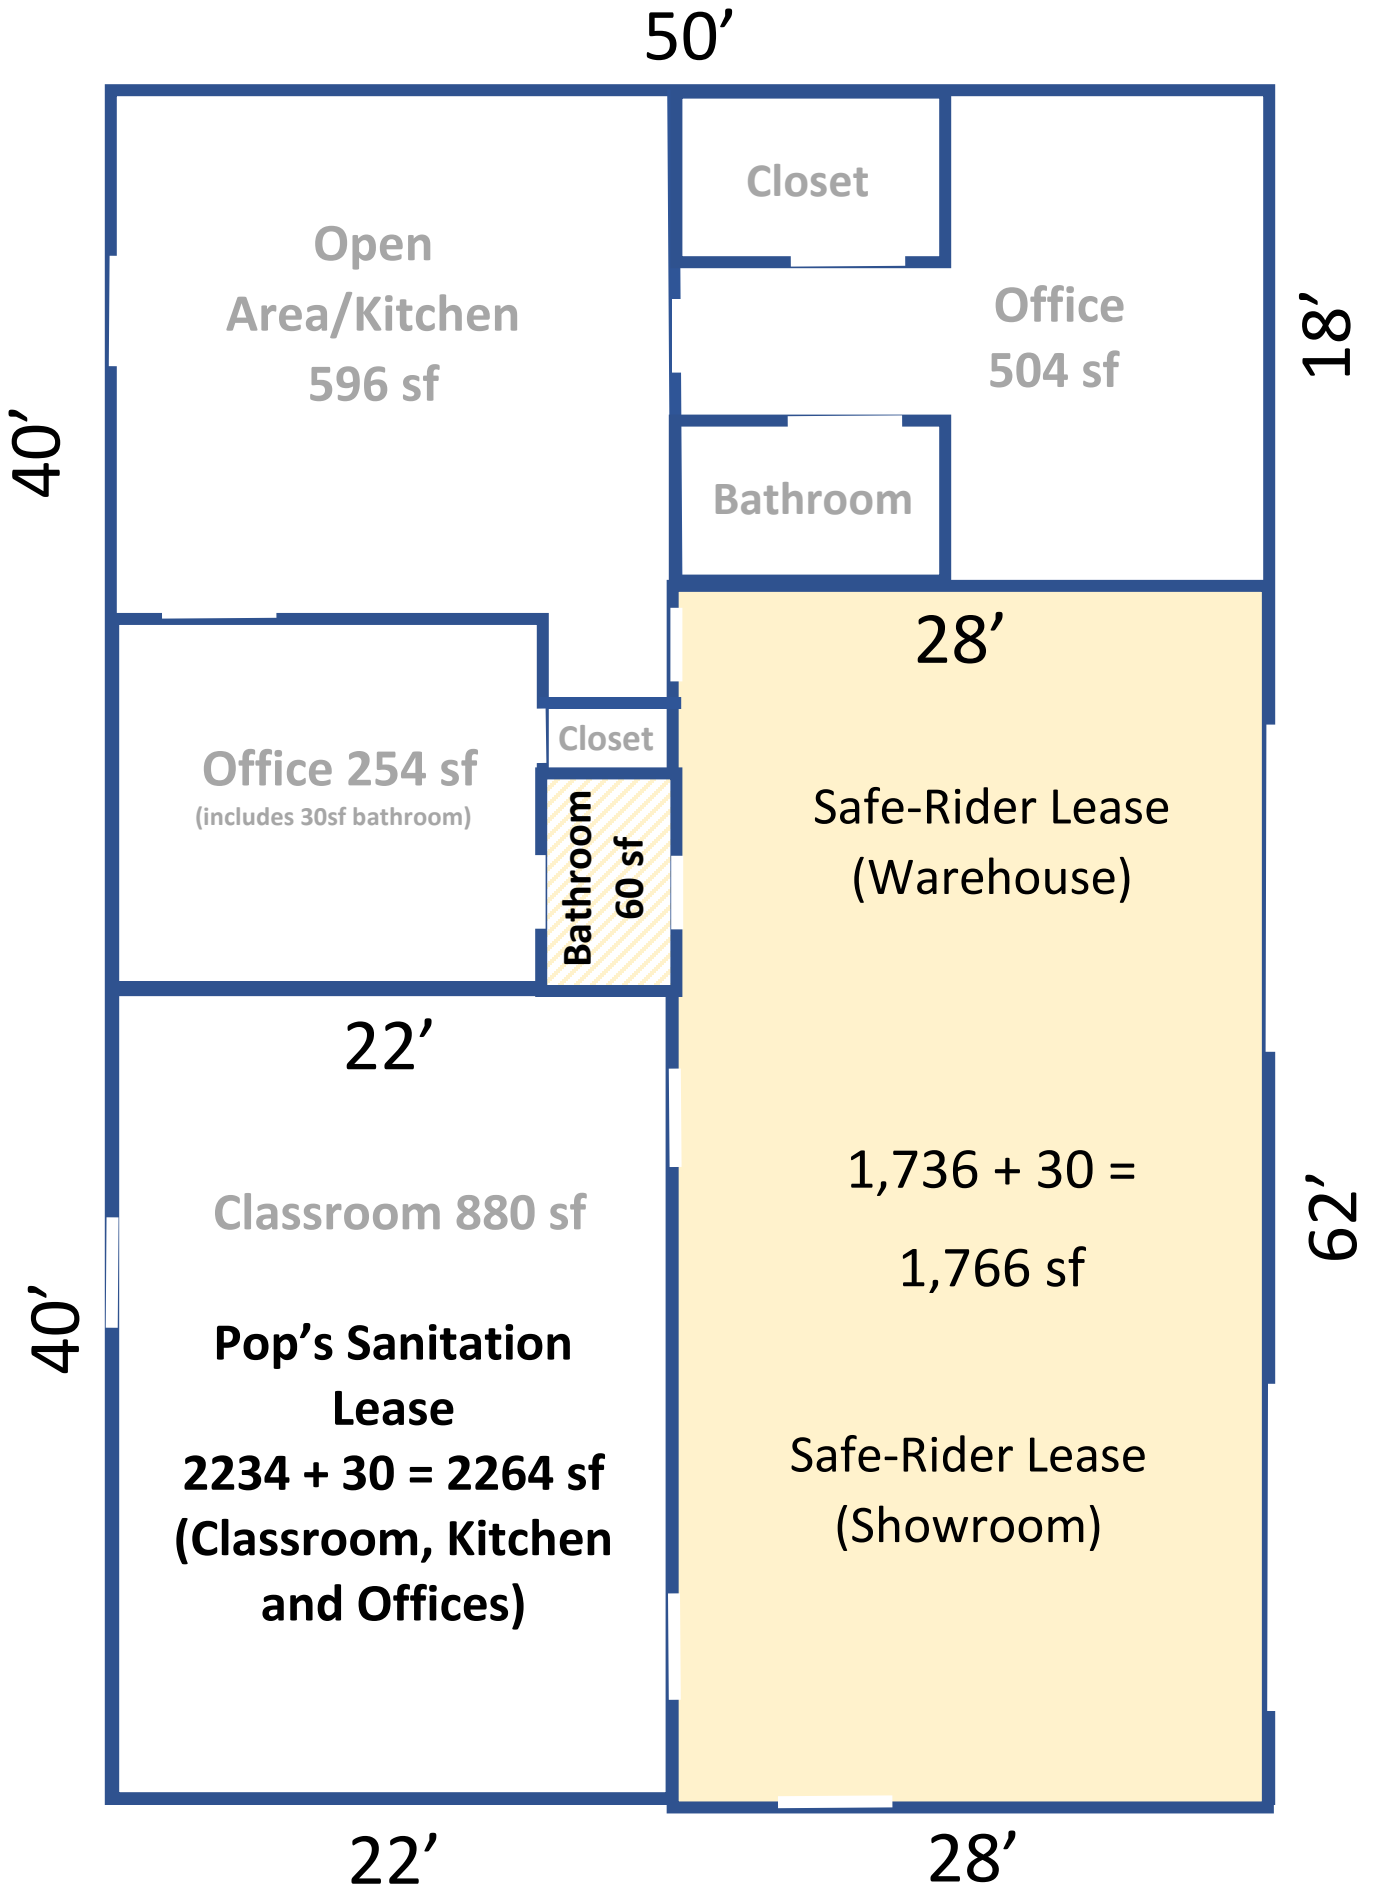 50’
Open
Area/Kitchen
596 sf
Closet
Office
504 sf
18’
40’
Bathroom
28’
Office 254 sf
(includes 30sf bathroom)
Closet
Bathroom
60 sf
Safe-Rider Lease
(Warehouse)
22’
Classroom 880 sf
1,736 + 30 =
1,766 sf
62’
40’
Pop’s Sanitation
Lease
2234 + 30 = 2264 sf
(Classroom, Kitchen
and Offices)
Safe-Rider Lease
(Showroom)
22’
28’